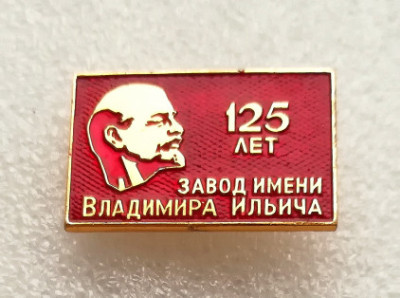 125
ЛЕТ
ЗАВОД ИМЕНИ
ВЛАДИМИРА ИЛЬИЧА